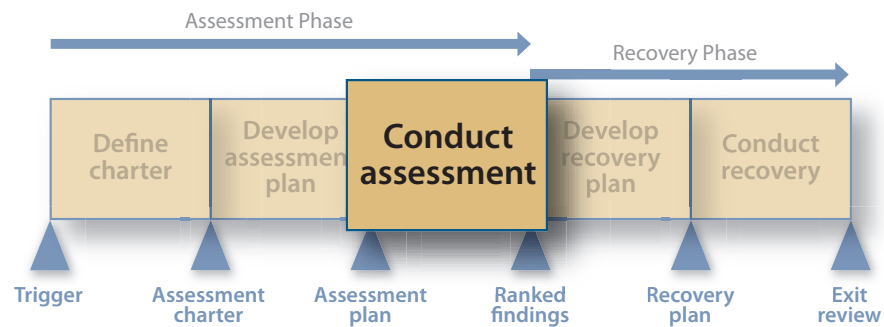 Assessment Phase
Recovery Phase
Define
charter
Develop
assessment
plan
Conduct
assessment
Develop
recovery
plan
Conduct
recovery
Trigger
Assessment
charter
Assessment
plan
Ranked
findings
Recovery
plan
Exit
review